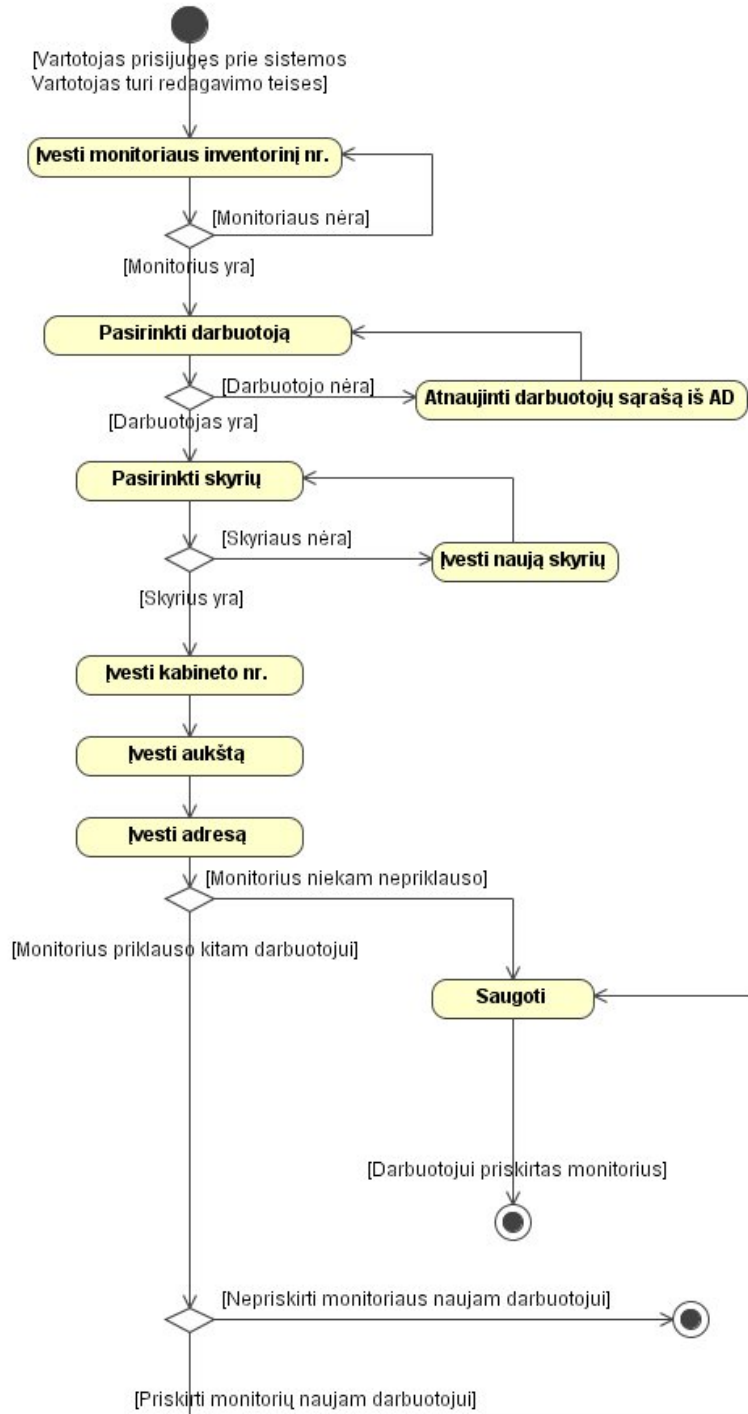 [Vartotojas prisijugęs prie sistemos
Vartotojas turi redagavimo teises]
Įvesti monitoriaus inventorinį nr.
[Monitoriaus nėra]
[Monitorius yra]
Pasirinkti darbuotoją
[Darbuotojo nėra]
Atnaujinti darbuotojų sąrašą iš AD
[Darbuotojas yra]
Pasirinkti skyrių
[Skyriaus nėra]
Įvesti naują skyrių
[Skyrius yra]
Įvesti kabineto nr.
Įvesti aukštą
Įvesti adresą
[Monitorius niekam nepriklauso]
[Monitorius priklauso kitam darbuotojui]
Saugoti
[Darbuotojui priskirtas monitorius]
[Nepriskirti monitoriaus naujam darbuotojui]
[Priskirti monitorių naujam darbuotojui]